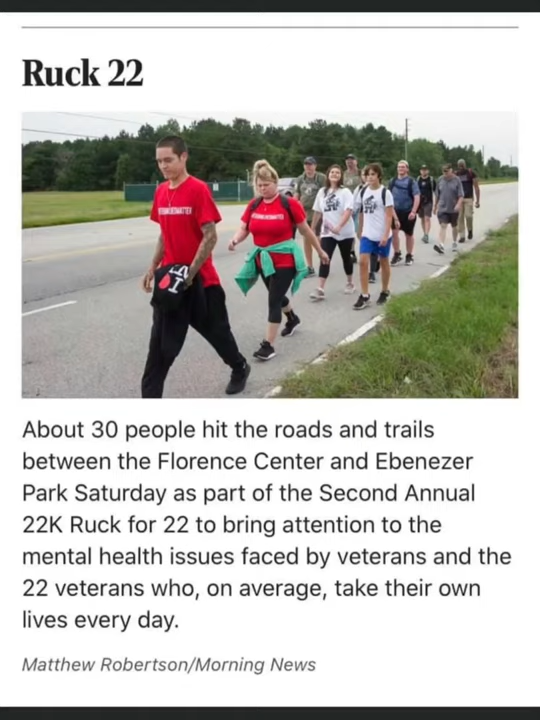 Ruck 22
About 30 people hit the roads and trails
between the Florence Center and Ebenezer
Park Saturday as part of the Second Annual
22K Ruck for 22 to bring attention to the
mental health issues faced by veterans and the
22 veterans who, on average, take their own
lives every day.
Matthew Robertson/Morning News